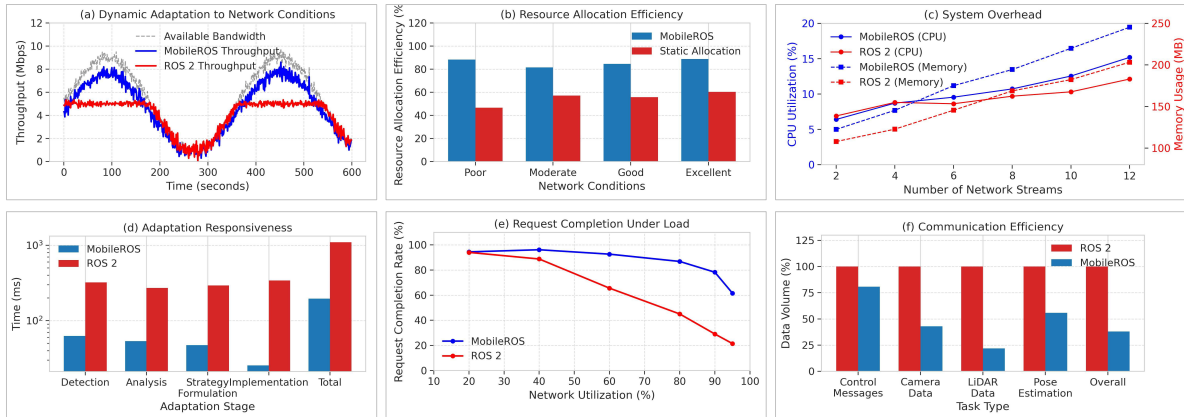 (a) Dynamic Adaptation to Network Conditions
Throughput (Mbps)
12
10
8
6
4
2
0
Available Bandwidth
MobileROS Throughput
ROS 2 Throughput
0 100 200 300 400 500 600
Time (seconds)
(b) Resource Allocation Efficiency
Resource Allocation Efficiency (%
120
100
80
60
40
20
0
MobileROS
Static Allocation
Poor Moderate Good Excellent
Network Conditions
(c) System Overhead
CPU Utilization (%)
20
15
10
5
0
MobileROS (CPU)
ROS 2 (CPU)
MobileROS (Memory)
ROS 2 (Memory)
250
200
150
100
Memory Usage (MB)
2 4 6 8 10 12
Number of Network Streams
(d) Adaptation Responsiveness
Time (ms)
10³
10²
MobileROS
ROS 2
Detection Analysis Strategy Implementation Total
Formulation
Adaptation Stage
(e) Request Completion Under Load
Request Completion Rate (%)
100
80
60
40
20
0
MobileROS
ROS 2
10 20 30 40 50 60 70 80 90 100
Network Utilization (%)
(f) Communication Efficiency
Data Volume (%)
125
100
75
50
25
0
ROS 2
MobileROS
Control Camera LiDAR Pose Overall
Messages Data Data Estimation
Task Type